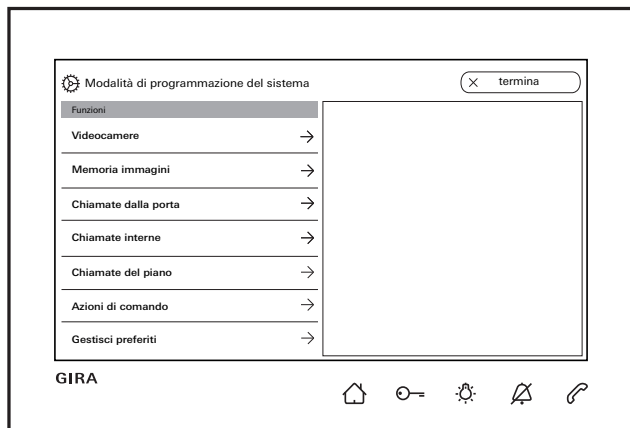 Modalità di programmazione del sistema
termina
Funzioni
Videocamere
Memoria immagini
Chiamate dalla porta
Chiamate interne
Chiamate del piano
Azioni di comando
Gestisci preferiti
GIRA